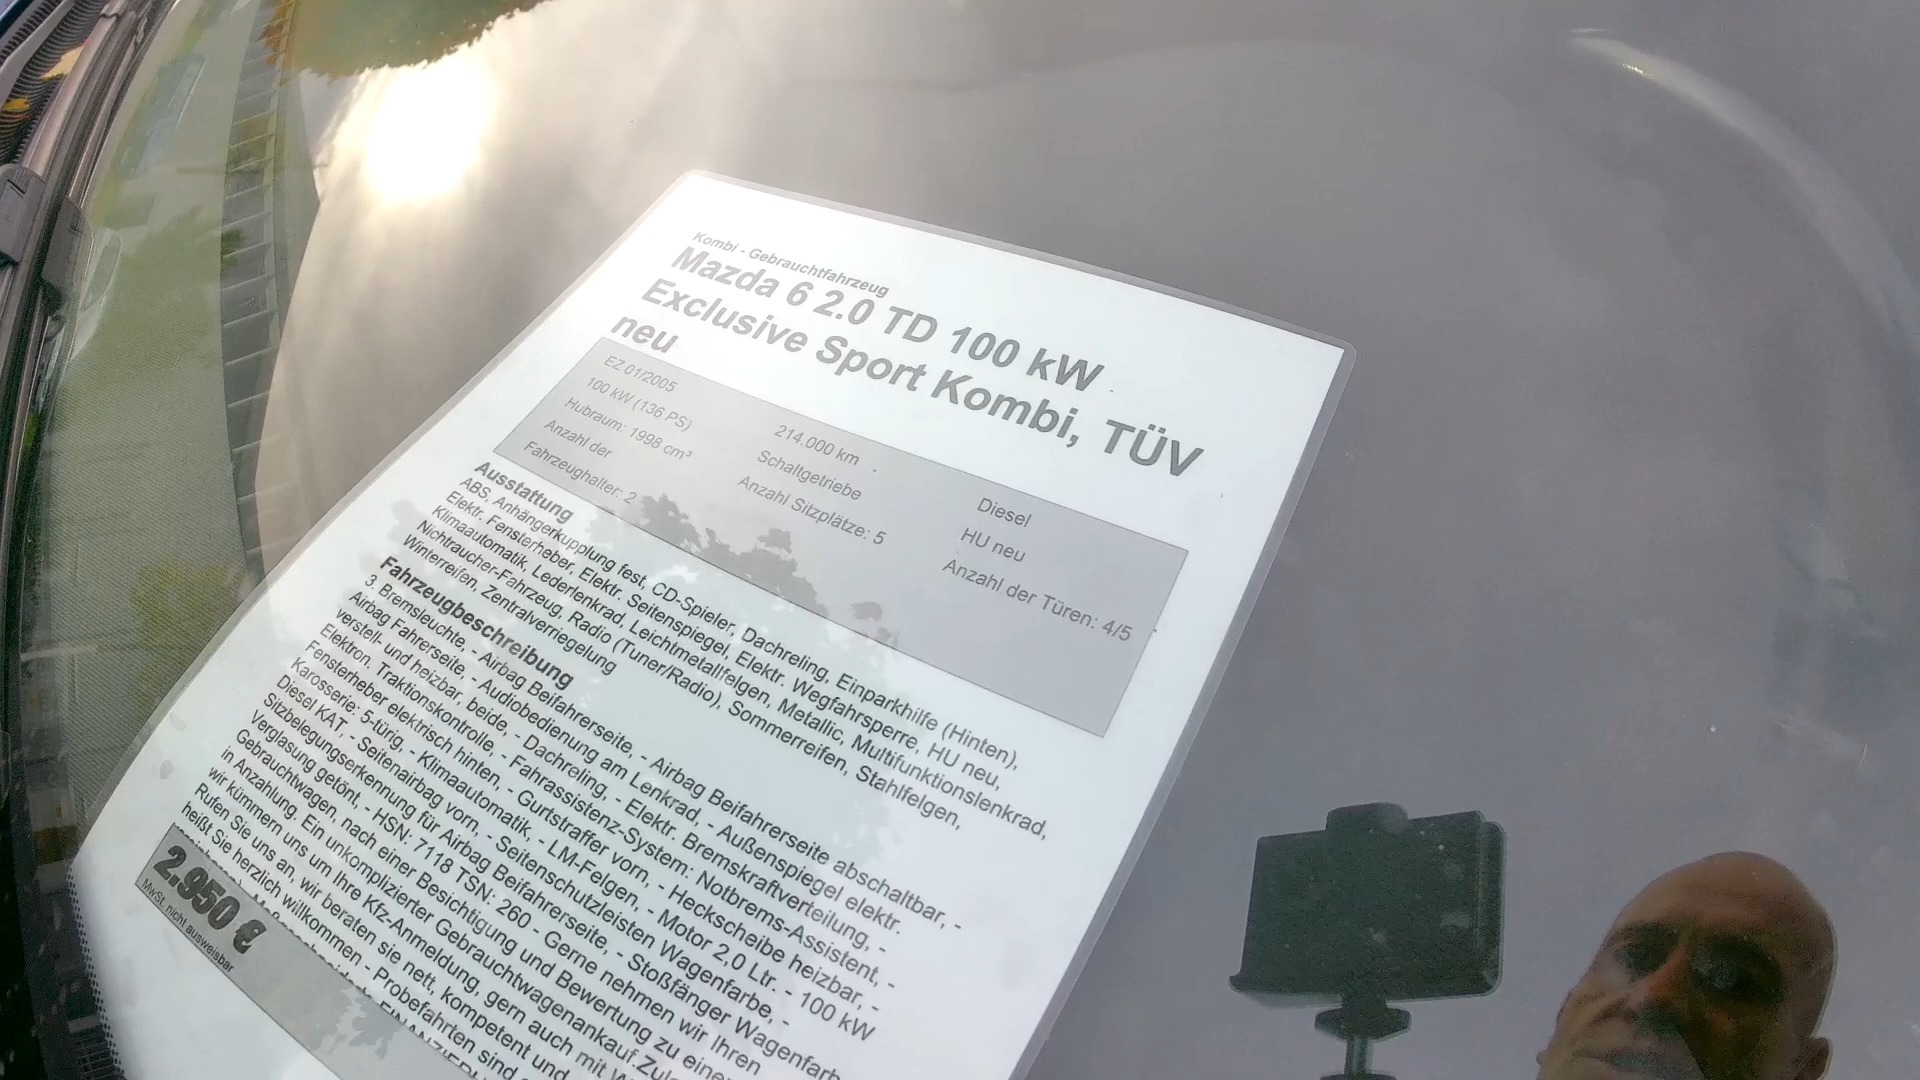 Kombi - Gebrauchtfahrzeug
Mazda 6 2.0 TD 100 kW
Exclusive Sport Kombi, TÜV
neu
EZ 01/2005
100 kW (136 PS)
Hubraum: 1998 cm³
Anzahl der
Fahrzeughalter: 2
214.000 km
Schaltgetriebe
Anzahl Sitzplätze: 5
Diesel
HU neu
Anzahl der Türen: 4/5
Ausstattung
ABS, Anhängerkupplung fest, CD-Spieler, Dachreling, Einparkhilfe (Hinten),
Elektr. Fensterheber, Elektr. Seitenspiegel, Elektr. Wegfahrsperre, HU neu,
Klimaautomatik, Lederlenkrad, Leichtmetallfelgen, Metallic, Multifunktionslenkrad,
Nichtraucher-Fahrzeug, Radio (Tuner/Radio), Sommerreifen, Stahlfelgen,
Winterreifen, Zentralverriegelung
Fahrzeugbeschreibung
3. Bremsleuchte, - Airbag Beifahrerseite, - Airbag Beifahrerseite abschaltbar, -
Airbag Fahrerseite, - Audiobedienung am Lenkrad, - Außenspiegel elektr.
verstell- und heizbar, beide, - Dachreling, - Elektr. Bremskraftverteilung, -
Elektron. Traktionskontrolle, - Fahrassistenz-System: Notbrems-Assistent, -
Fensterheber elektrisch hinten, - Gurtstraffer vorn, - Heckscheibe heizbar, -
Karosserie: 5-türig, - Klimaautomatik, - LM-Felgen, - Motor 2,0 Ltr. - 100 kW
Diesel KAT, - Seitenairbag vorn, - Seitenschutzleisten Wagenfarbe, -
Sitzbelegungserkennung für Airbag Beifahrerseite, - Stoßfänger Wagenfarb
Verglasung getönt, - HSN: 7118 TSN: 260 - Gerne nehmen wir Ihren
Gebrauchtwagen, nach einer Besichtigung und Bewertung zu eine
in Anzahlung. Ein unkomplizierter Gebrauchtwagenankauf.
wir kümmern uns um Ihre Kfz-Anmeldung, gern auch mit
Rufen Sie uns an, wir beraten sie nett, kompetent und
heißt Sie herzlich willkommen - Probefahrten sind
2.950 €
MwSt. nicht ausweisbar